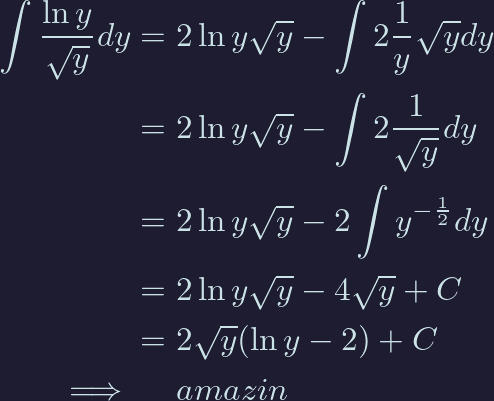 ∫ ln y/√y dy = 2 ln y√y − ∫ 2 1/y √y dy
= 2 ln y√y − ∫ 2 1/√y dy
= 2 ln y√y − 2 ∫ y^(−1/2) dy
= 2 ln y√y − 4√y + C
= 2√y(ln y − 2) + C
⟹ amazin